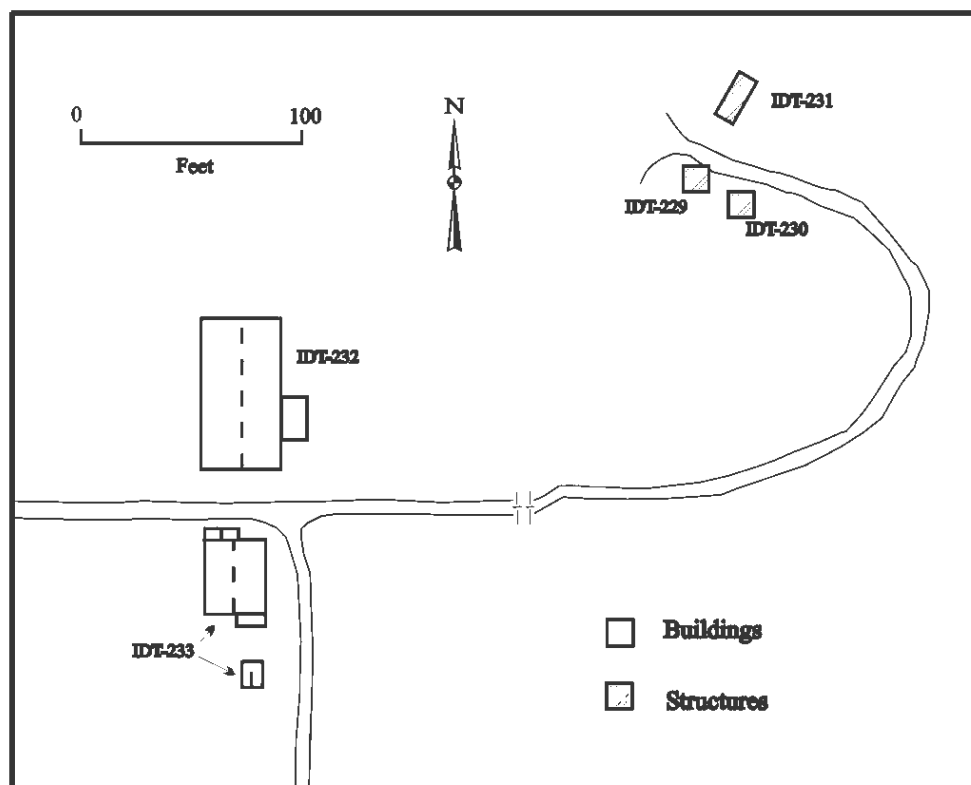 IDT-231
N
0 100
Feet
IDT-229
IDT-230
IDT-232
IDT-233
Buildings
Structures